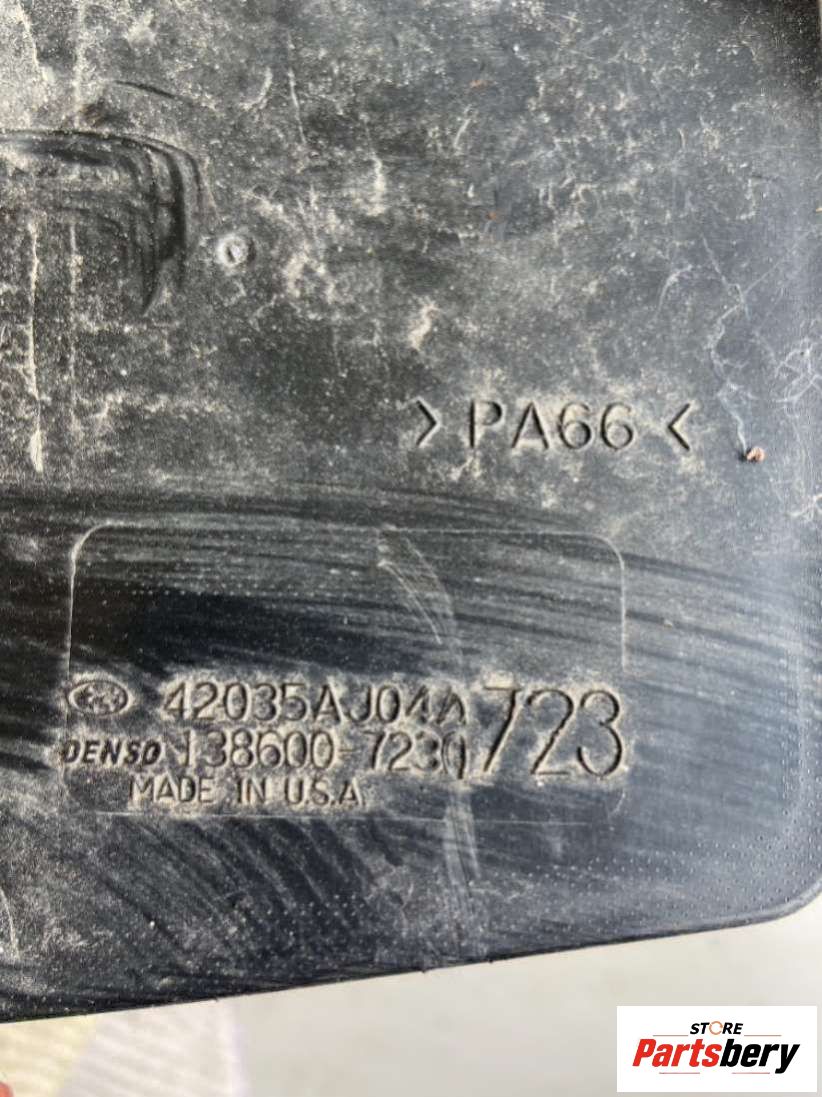 > PA66 <
42035AJ04A 723
DENSO 138600-7230
MADE IN U.S.A.
STORE
Partsbery